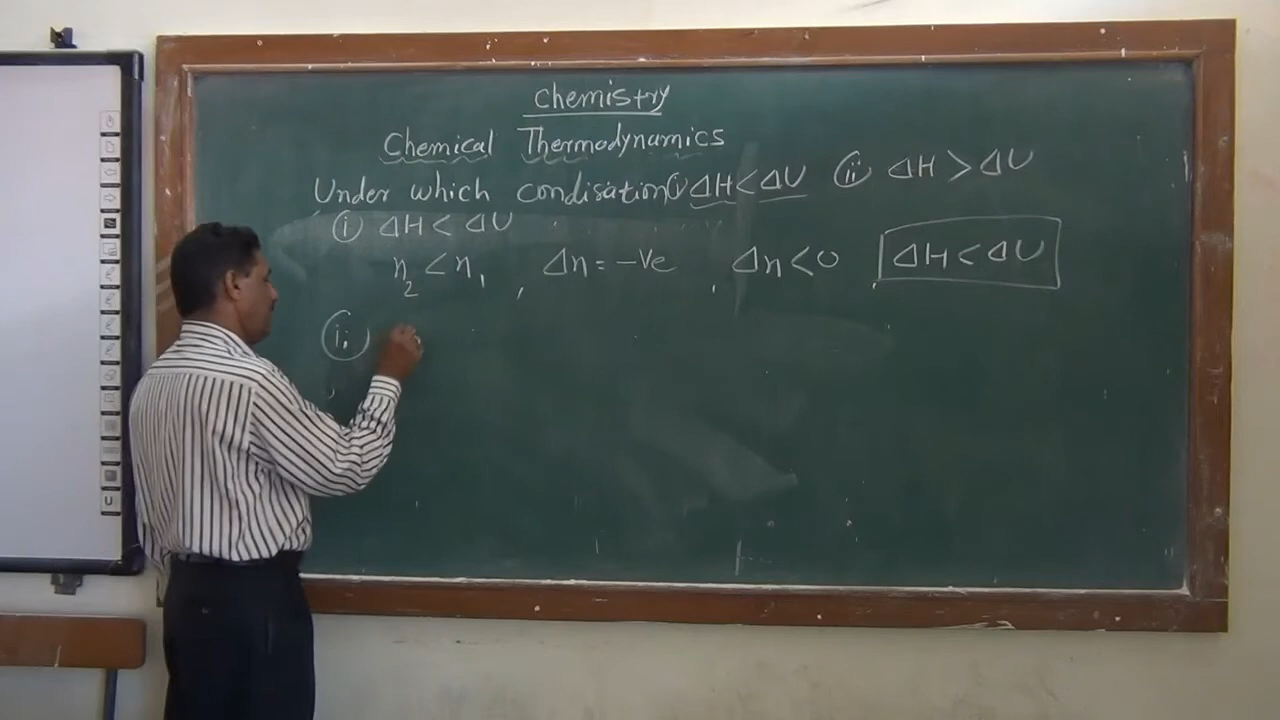 Chemistry
Chemical Thermodynamics
Under which condisation (i) ΔH < ΔU (ii) ΔH > ΔU
(i) ΔH < ΔU
n₂ < n₁, Δn = -Ve, Δn < 0, ΔH < ΔU
(ii)